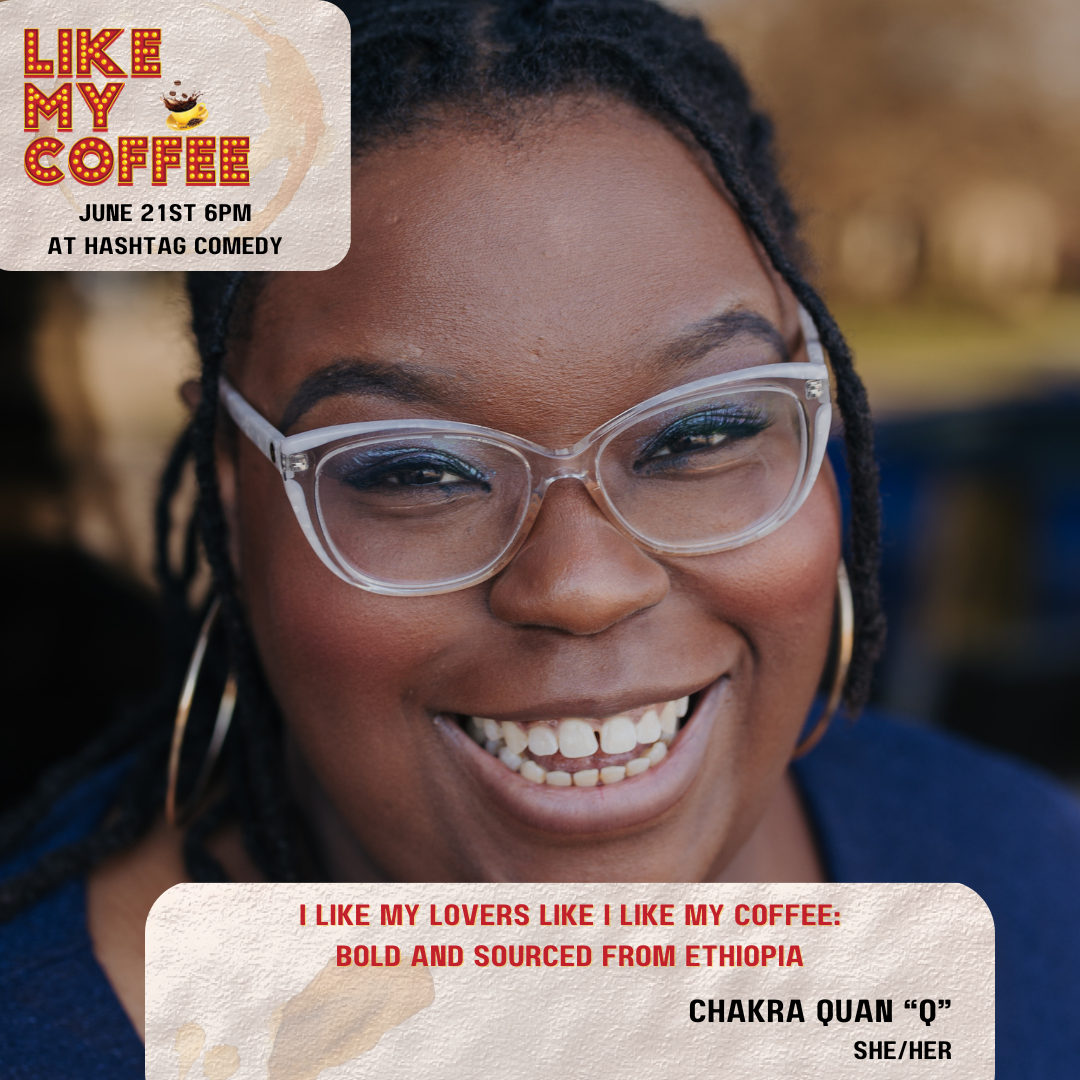 LIKE
MY
COFFEE
JUNE 21ST 6PM
AT HASHTAG COMEDY
I LIKE MY LOVERS LIKE I LIKE MY COFFEE:
BOLD AND SOURCED FROM ETHIOPIA
CHAKRA QUAN “Q”
SHE/HER